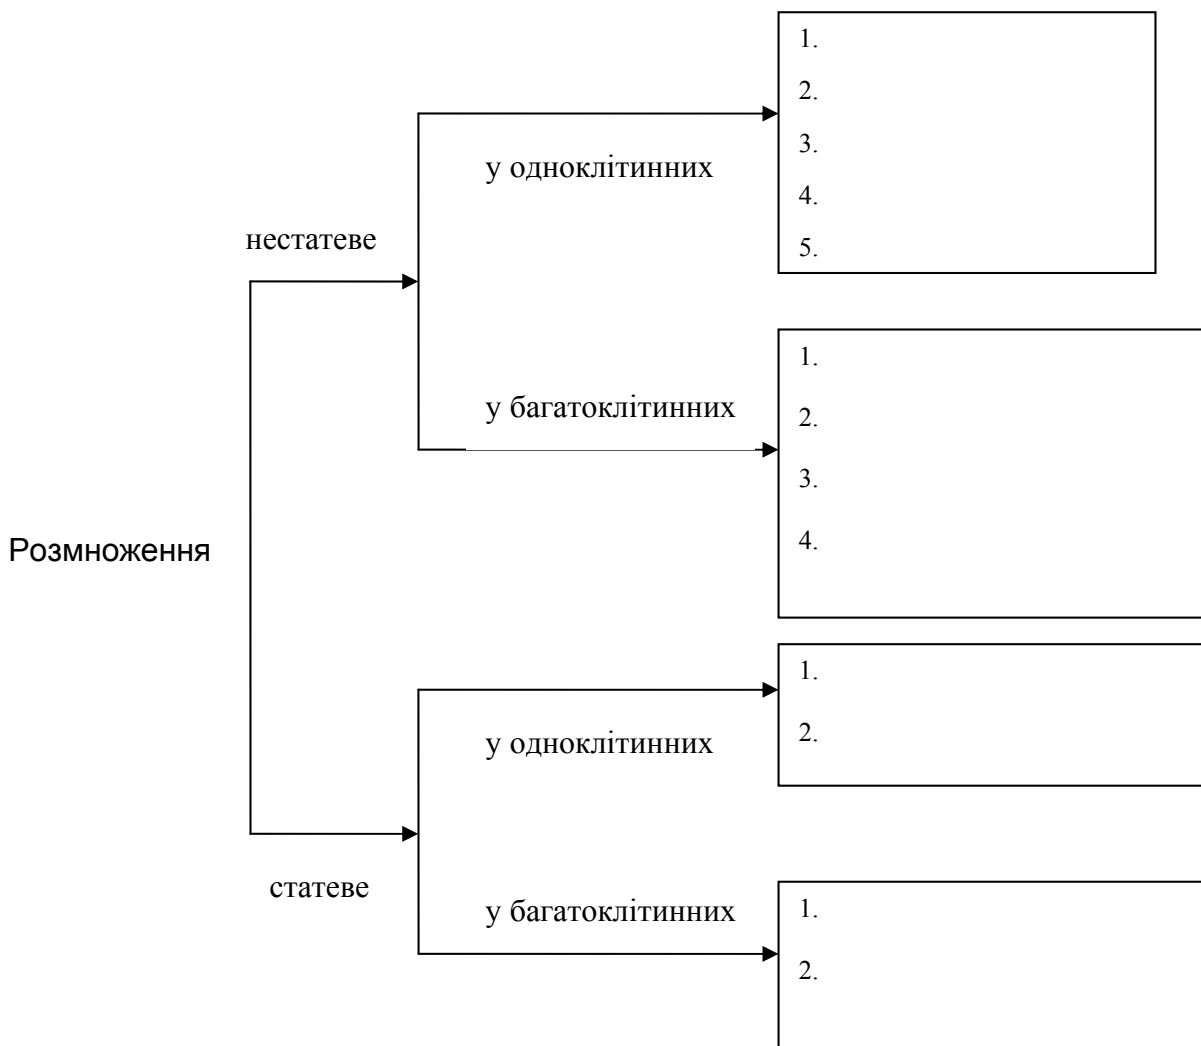 1.
2.
3.
4.
5.
у одноклітинних
нестатеве
1.
2.
3.
4.
у багатоклітинних
Розмноження
1.
2.
у одноклітинних
статеве
у багатоклітинних
1.
2.